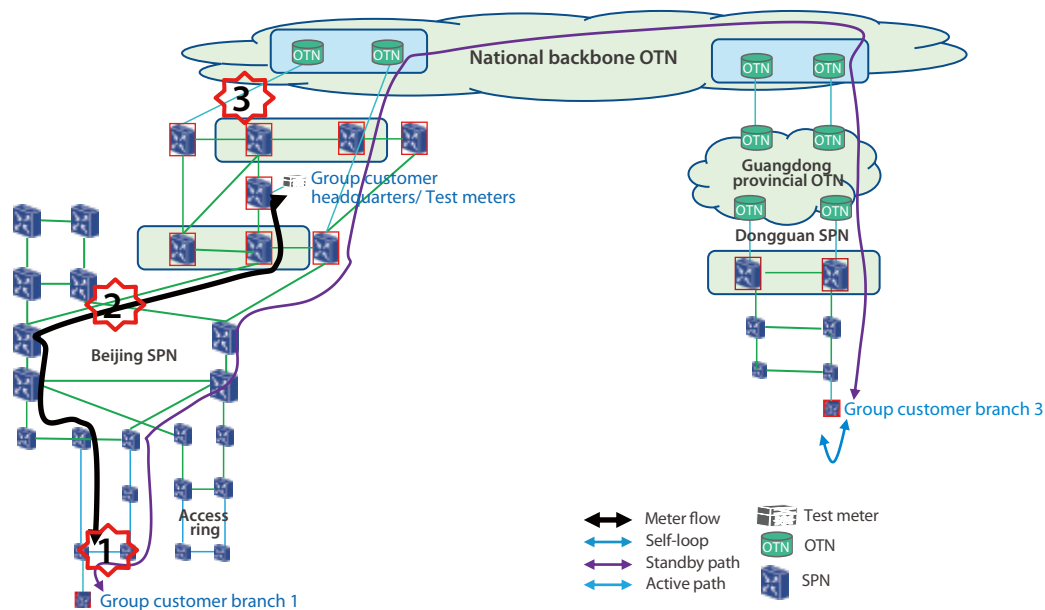 OTN
OTN
National backbone OTN
OTN
OTN
3
OTN
OTN
Guangdong
provincial OTN
Group customer
headquarters/ Test meters
OTN
OTN
Dongguan SPN
2
Beijing SPN
Group customer branch 3
Access
ring
1
Group customer branch 1
Meter flow
Self-loop
Standby path
Active path
Test meter
OTN
OTN
SPN